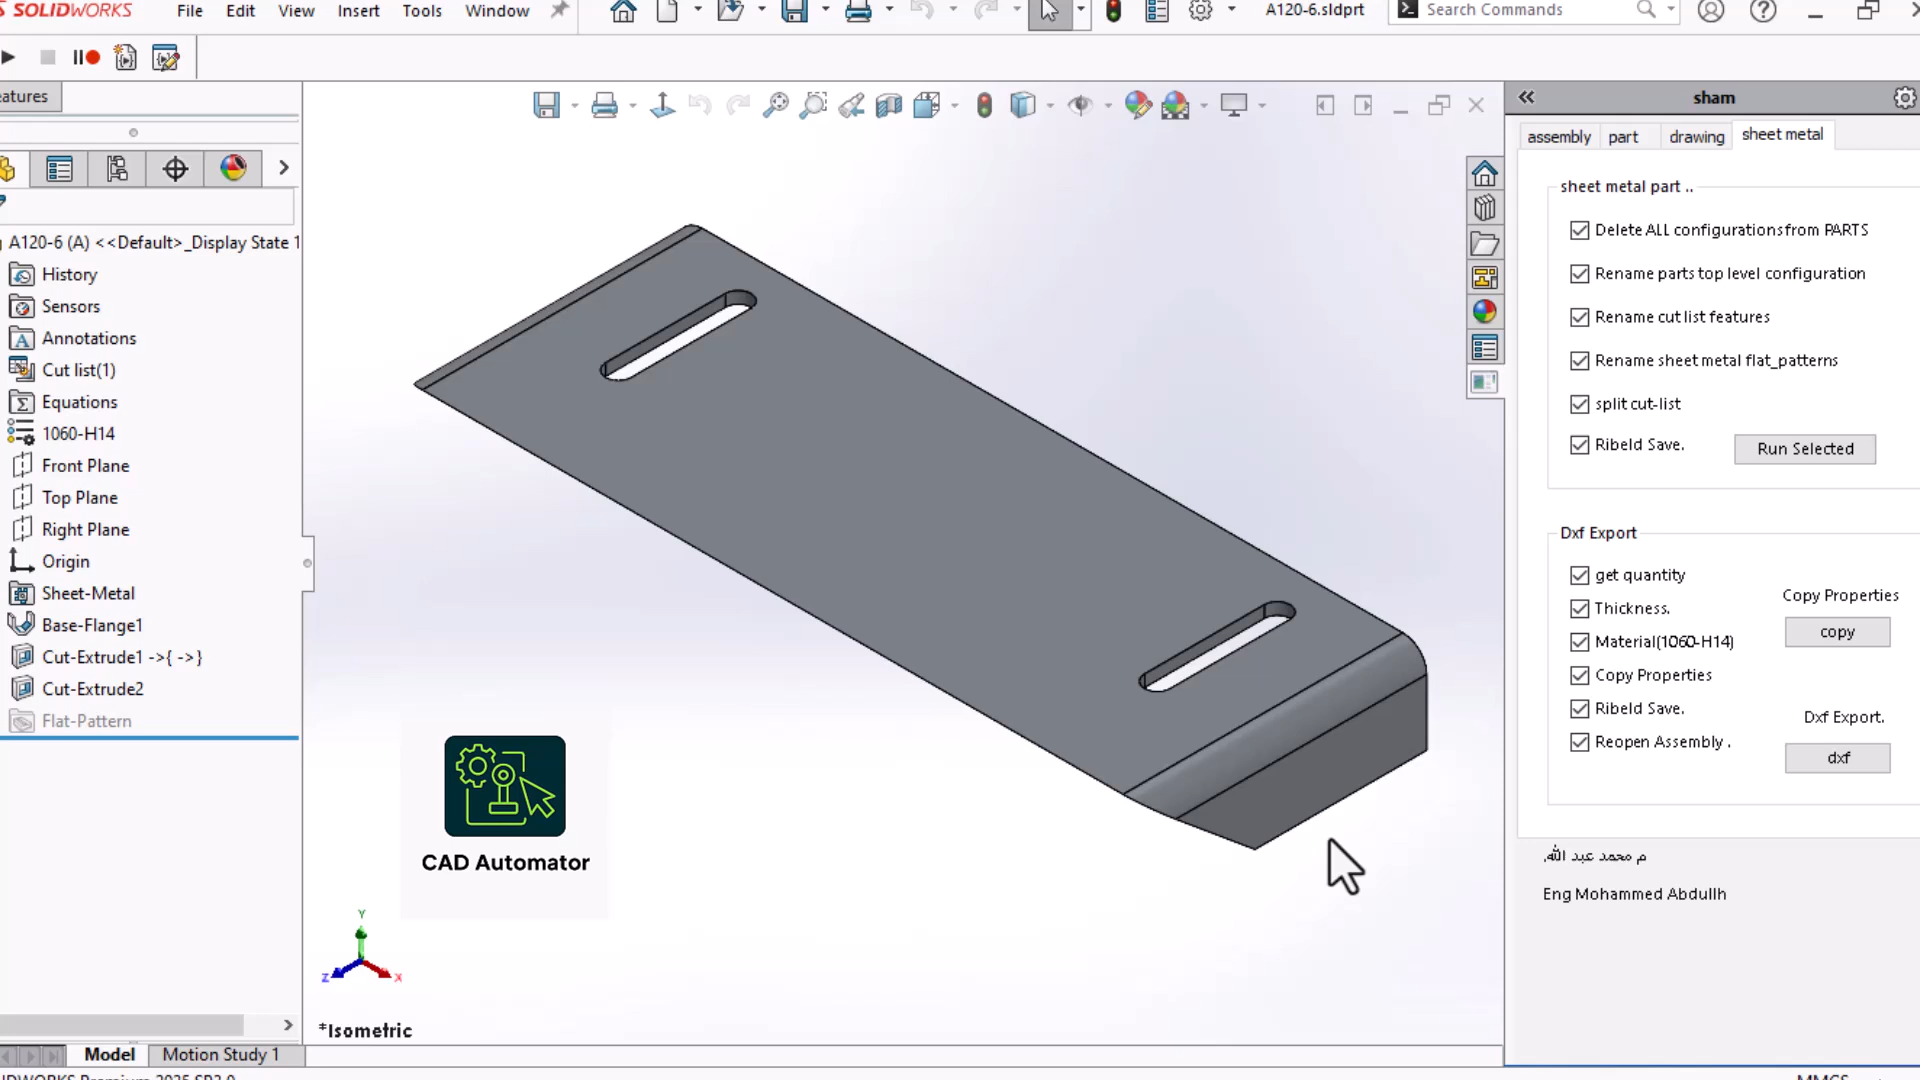 SOLIDWORKS File Edit View Insert Tools Window A120-6.sldprt Search Commands
eatures
sham
assembly part drawing sheet metal
A120-6 (A) <<Default>_Display State 1
History
Sensors
Annotations
Cut list(1)
Equations
1060-H14
Front Plane
Top Plane
Right Plane
Origin
Sheet-Metal
Base-Flange1
Cut-Extrude1 ->{ ->}
Cut-Extrude2
Flat-Pattern
CAD Automator
Y
Z
X
*Isometric
sheet metal part ..
Delete ALL configurations from PARTS
Rename parts top level configuration
Rename cut list features
Rename sheet metal flat_patterns
split cut-list
Ribeld Save. Run Selected
Dxf Export
get quantity
Copy Properties
Thickness.
copy
Material(1060-H14)
Copy Properties
Ribeld Save.
Dxf Export.
Reopen Assembly .
dxf
م محمد عبد الله,
Eng Mohammed Abdullh
Model Motion Study 1